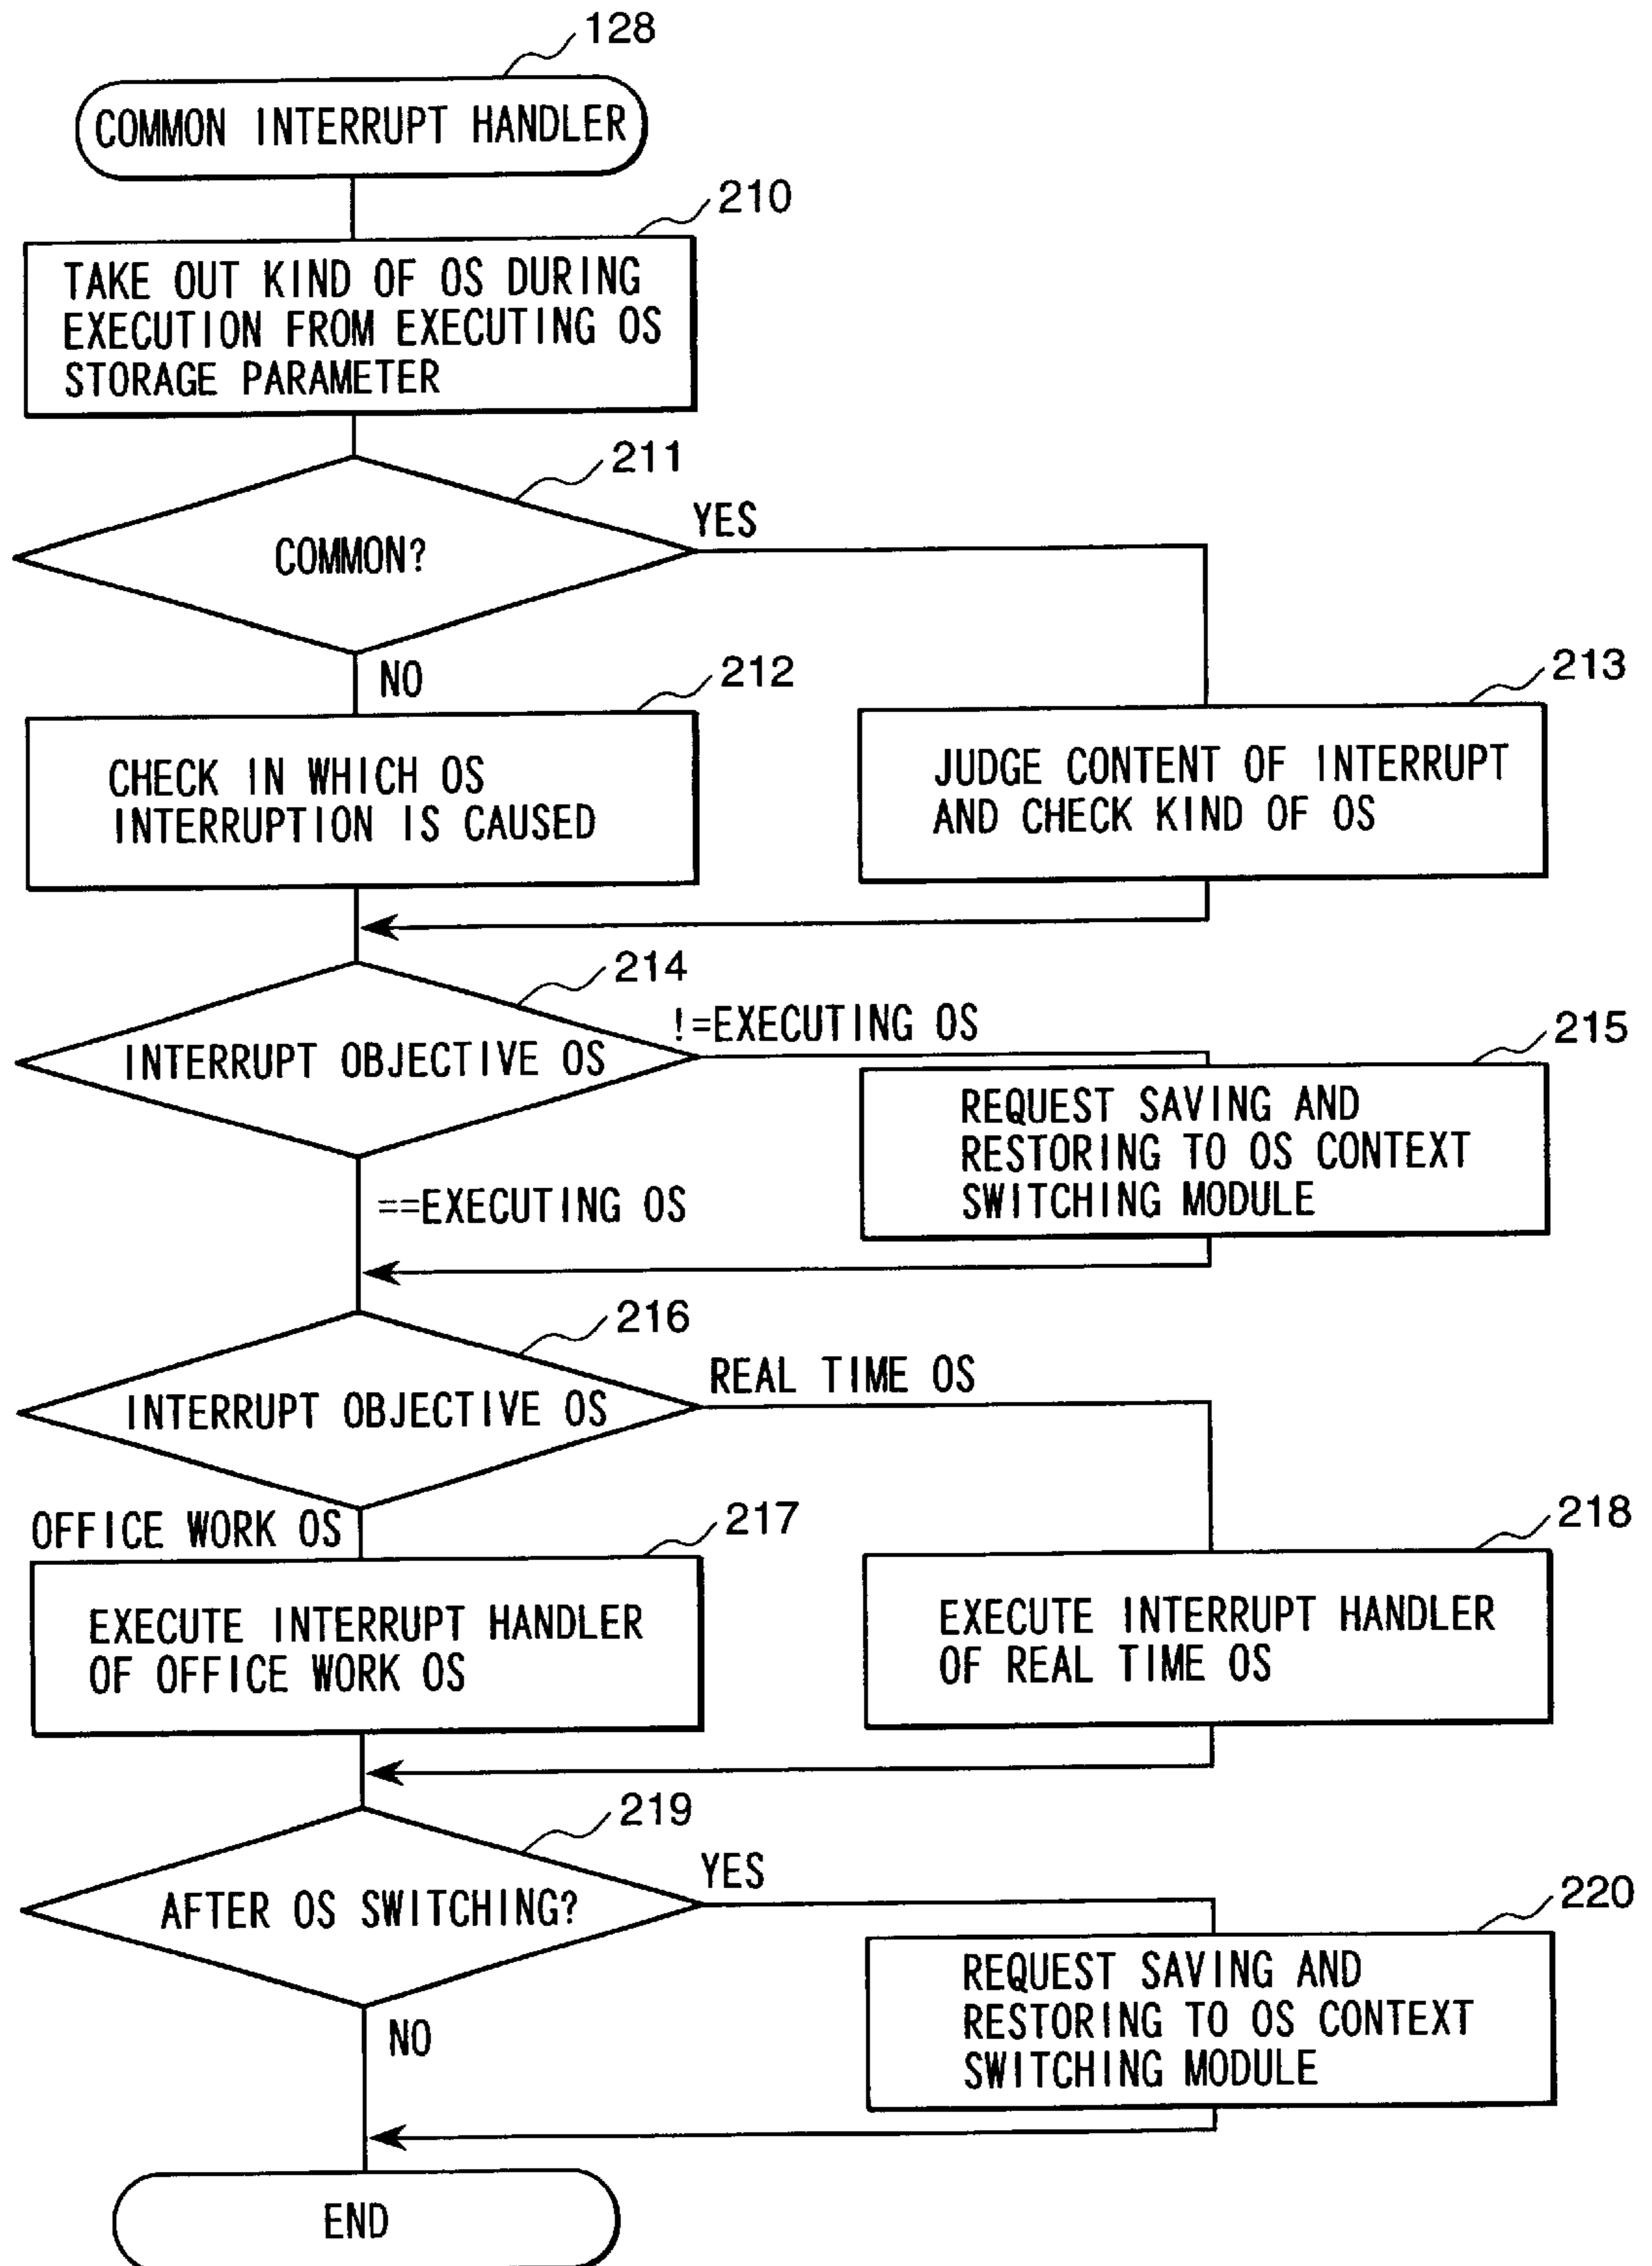 128
COMMON INTERRUPT HANDLER
210
TAKE OUT KIND OF OS DURING
EXECUTION FROM EXECUTING OS
STORAGE PARAMETER
211
COMMON?
YES
NO
212
CHECK IN WHICH OS
INTERRUPTION IS CAUSED
213
JUDGE CONTENT OF INTERRUPT
AND CHECK KIND OF OS
214
INTERRUPT OBJECTIVE OS
!=EXECUTING OS
215
REQUEST SAVING AND
RESTORING TO OS CONTEXT
SWITCHING MODULE
==EXECUTING OS
216
INTERRUPT OBJECTIVE OS
REAL TIME OS
OFFICE WORK OS
217
EXECUTE INTERRUPT HANDLER
OF OFFICE WORK OS
218
EXECUTE INTERRUPT HANDLER
OF REAL TIME OS
219
AFTER OS SWITCHING?
YES
220
REQUEST SAVING AND
RESTORING TO OS CONTEXT
SWITCHING MODULE
NO
END